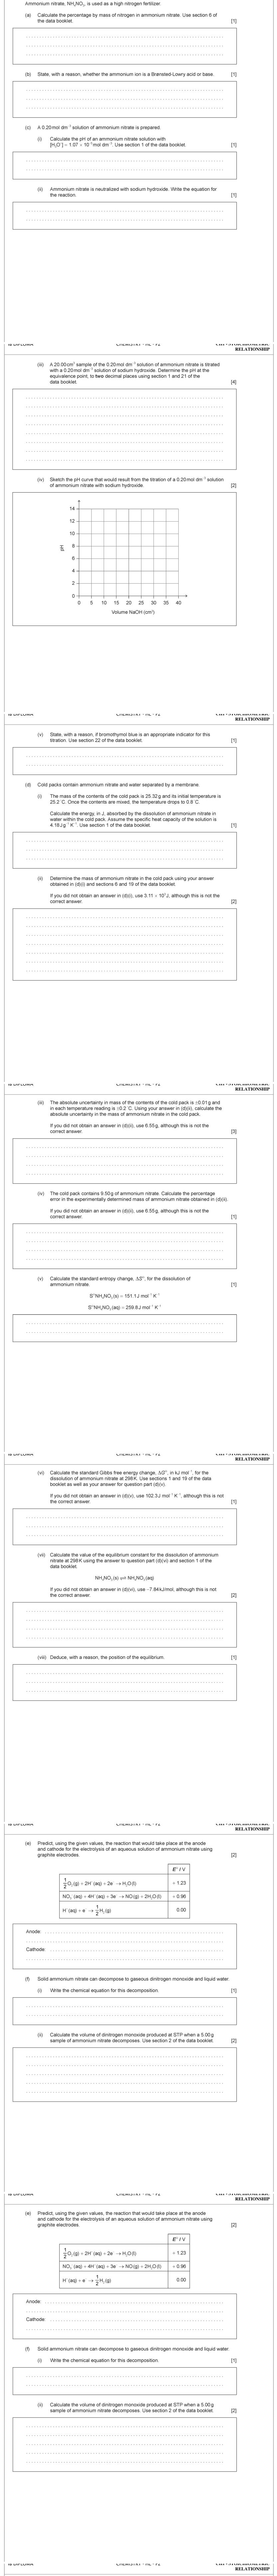 Ammonium nitrate, NH₄NO₃, is used as a high nitrogen fertilizer.
(a) Calculate the percentage by mass of nitrogen in ammonium nitrate. Use section 6 of
the data booklet. [1]
(b) State, with a reason, whether the ammonium ion is a Brønsted-Lowry acid or base. [1]
(c) A 0.20 mol dm⁻³ solution of ammonium nitrate is prepared.
(i) Calculate the pH of an ammonium nitrate solution with
[H₃O⁺] = 1.07 × 10⁻⁵ mol dm⁻³. Use section 1 of the data booklet. [1]
(ii) Ammonium nitrate is neutralized with sodium hydroxide. Write the equation for
the reaction. [1]
RELATIONSHIP
(iii) A 20.00 cm³ sample of the 0.20 mol dm⁻³ solution of ammonium nitrate is titrated
with a 0.20 mol dm⁻³ solution of sodium hydroxide. Determine the pH at the
equivalence point, to two decimal places using section 1 and 21 of the
data booklet. [4]
(iv) Sketch the pH curve that would result from the titration of a 0.20 mol dm⁻³ solution
of ammonium nitrate with sodium hydroxide. [2]
14
12
10
8
pH
6
4
2
0
0 5 10 15 20 25 30 35 40
Volume NaOH (cm³)
RELATIONSHIP
(v) State, with a reason, if bromothymol blue is an appropriate indicator for this
titration. Use section 22 of the data booklet. [1]
(d) Cold packs contain ammonium nitrate and water separated by a membrane.
(i) The mass of the contents of the cold pack is 25.32 g and its initial temperature is
25.2 °C. Once the contents are mixed, the temperature drops to 0.8 °C.
Calculate the energy, in J, absorbed by the dissolution of ammonium nitrate in
water within the cold pack. Assume the specific heat capacity of the solution is
4.18 J g⁻¹ K⁻¹. Use section 1 of the data booklet. [1]
(ii) Determine the mass of ammonium nitrate in the cold pack using your answer
obtained in (d)(i) and sections 6 and 19 of the data booklet.
If you did not obtain an answer in (d)(i), use 3.11 × 10³ J, although this is not the
correct answer. [2]
RELATIONSHIP
(iii) The absolute uncertainty in mass of the contents of the cold pack is ±0.01 g and
in each temperature reading is ±0.2 °C. Using your answer in (d)(ii), calculate the
absolute uncertainty in the mass of ammonium nitrate in the cold pack.
If you did not obtain an answer in (d)(ii), use 6.55 g, although this is not the
correct answer. [3]
(iv) The cold pack contains 9.50 g of ammonium nitrate. Calculate the percentage
error in the experimentally determined mass of ammonium nitrate obtained in (d)(ii).
If you did not obtain an answer in (d)(ii), use 6.55 g, although this is not the
correct answer. [1]
(v) Calculate the standard entropy change, ΔS°, for the dissolution of
ammonium nitrate. [1]
S°NH₄NO₃(s) = 151.1 J mol⁻¹ K⁻¹
S°NH₄NO₃(aq) = 259.8 J mol⁻¹ K⁻¹
RELATIONSHIP
(vi) Calculate the standard Gibbs free energy change, ΔG°, in kJ mol⁻¹, for the
dissolution of ammonium nitrate at 298 K. Use sections 1 and 19 of the data
booklet as well as your answer for question part (d)(v).
If you did not obtain an answer in (d)(v), use 102.3 J mol⁻¹ K⁻¹, although this is not
the correct answer. [1]
(vii) Calculate the value of the equilibrium constant for the dissolution of ammonium
nitrate at 298 K using the answer to question part (d)(vi) and section 1 of the
data booklet.
NH₄NO₃(s) ⇌ NH₄NO₃(aq)
If you did not obtain an answer in (d)(vi), use −7.84 kJ/mol, although this is not
the correct answer. [2]
(viii) Deduce, with a reason, the position of the equilibrium. [1]
RELATIONSHIP
(e) Predict, using the given values, the reaction that would take place at the anode
and cathode for the electrolysis of an aqueous solution of ammonium nitrate using
graphite electrodes. [2]
E° / V
1/2 O₂(g) + 2H⁺(aq) + 2e⁻ → H₂O(l) + 1.23
NO₃⁻(aq) + 4H⁺(aq) + 3e⁻ → NO(g) + 2H₂O(l) + 0.96
H⁺(aq) + e⁻ → 1/2 H₂(g) 0.00
Anode:
Cathode:
(f) Solid ammonium nitrate can decompose to gaseous dinitrogen monoxide and liquid water.
(i) Write the chemical equation for this decomposition. [1]
(ii) Calculate the volume of dinitrogen monoxide produced at STP when a 5.00 g
sample of ammonium nitrate decomposes. Use section 2 of the data booklet. [2]
RELATIONSHIP
(e) Predict, using the given values, the reaction that would take place at the anode
and cathode for the electrolysis of an aqueous solution of ammonium nitrate using
graphite electrodes. [2]
E° / V
1/2 O₂(g) + 2H⁺(aq) + 2e⁻ → H₂O(l) + 1.23
NO₃⁻(aq) + 4H⁺(aq) + 3e⁻ → NO(g) + 2H₂O(l) + 0.96
H⁺(aq) + e⁻ → 1/2 H₂(g) 0.00
Anode:
Cathode:
(f) Solid ammonium nitrate can decompose to gaseous dinitrogen monoxide and liquid water.
(i) Write the chemical equation for this decomposition. [1]
(ii) Calculate the volume of dinitrogen monoxide produced at STP when a 5.00 g
sample of ammonium nitrate decomposes. Use section 2 of the data booklet. [2]
RELATIONSHIP